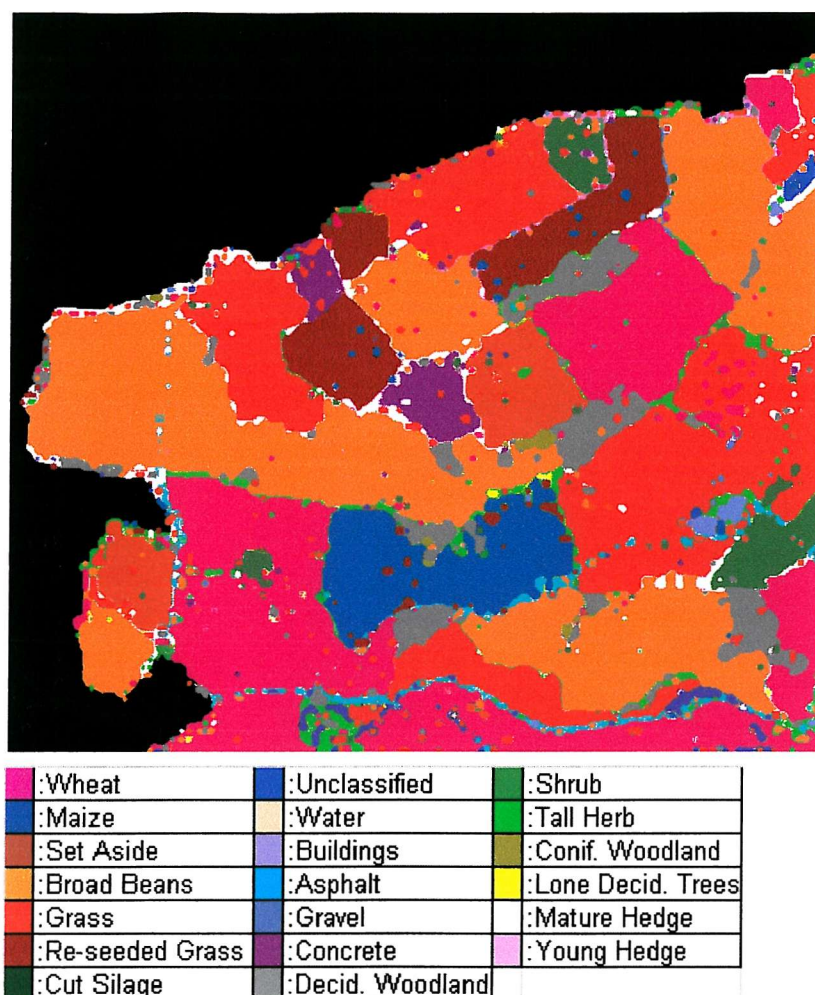 :Wheat :Unclassified :Shrub
:Maize :Water :Tall Herb
:Set Aside :Buildings :Conif. Woodland
:Broad Beans :Asphalt :Lone Decid. Trees
:Grass :Gravel :Mature Hedge
:Re-seeded Grass :Concrete :Young Hedge
:Cut Silage :Decid. Woodland